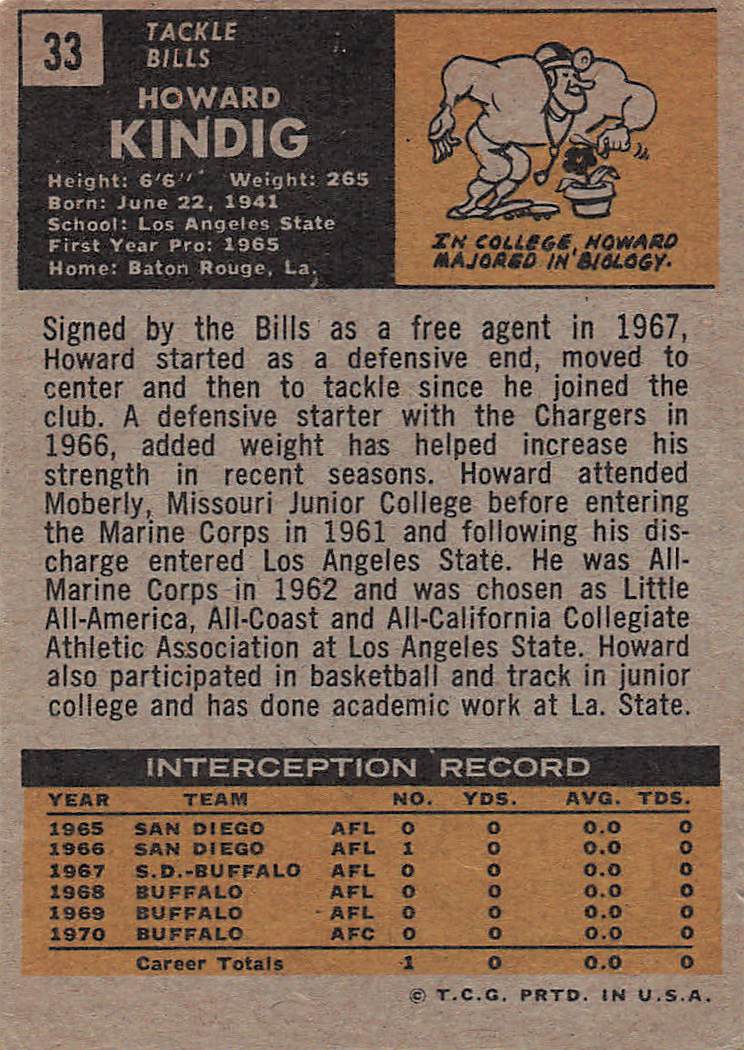 33
TACKLE
BILLS
HOWARD
KINDIG
Height: 6'6" Weight: 265
Born: June 22, 1941
School: Los Angeles State
First Year Pro: 1965
Home: Baton Rouge, La.
IN COLLEGE, HOWARD
MAJORED IN BIOLOGY.
Signed by the Bills as a free agent in 1967,
Howard started as a defensive end, moved to
center and then to tackle since he joined the
club. A defensive starter with the Chargers in
1966, added weight has helped increase his
strength in recent seasons. Howard attended
Moberly, Missouri Junior College before entering
the Marine Corps in 1961 and following his dis-
charge entered Los Angeles State. He was All-
Marine Corps in 1962 and was chosen as Little
All-America, All-Coast and All-California Collegiate
Athletic Association at Los Angeles State. Howard
also participated in basketball and track in junior
college and has done academic work at La. State.
INTERCEPTION RECORD
YEAR TEAM NO. YDS. AVG. TDS.
1965 SAN DIEGO AFL 0 0 0.0 0
1966 SAN DIEGO AFL 1 0 0.0 0
1967 S.D.-BUFFALO AFL 0 0 0.0 0
1968 BUFFALO AFL 0 0 0.0 0
1969 BUFFALO AFL 0 0 0.0 0
1970 BUFFALO AFC 0 0 0.0 0
Career Totals 1 0 0.0 0
© T.C.G. PRTD. IN U.S.A.